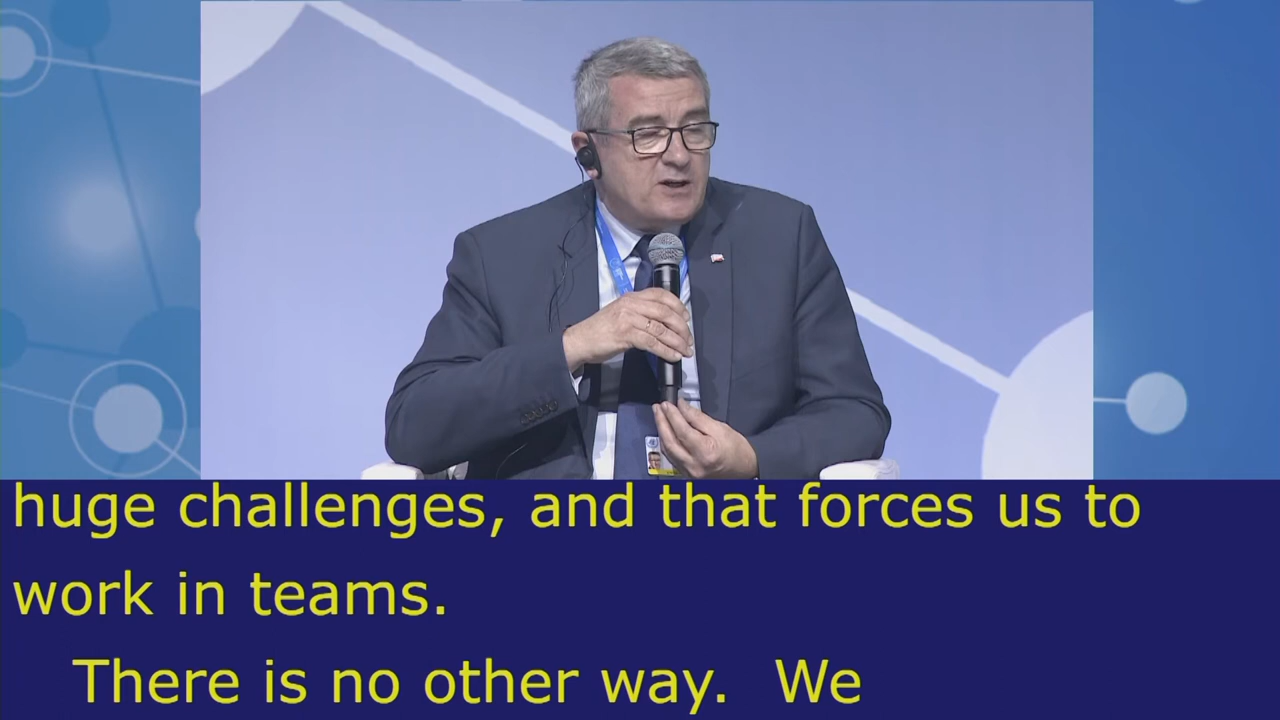 huge challenges, and that forces us to
work in teams.
There is no other way.  We